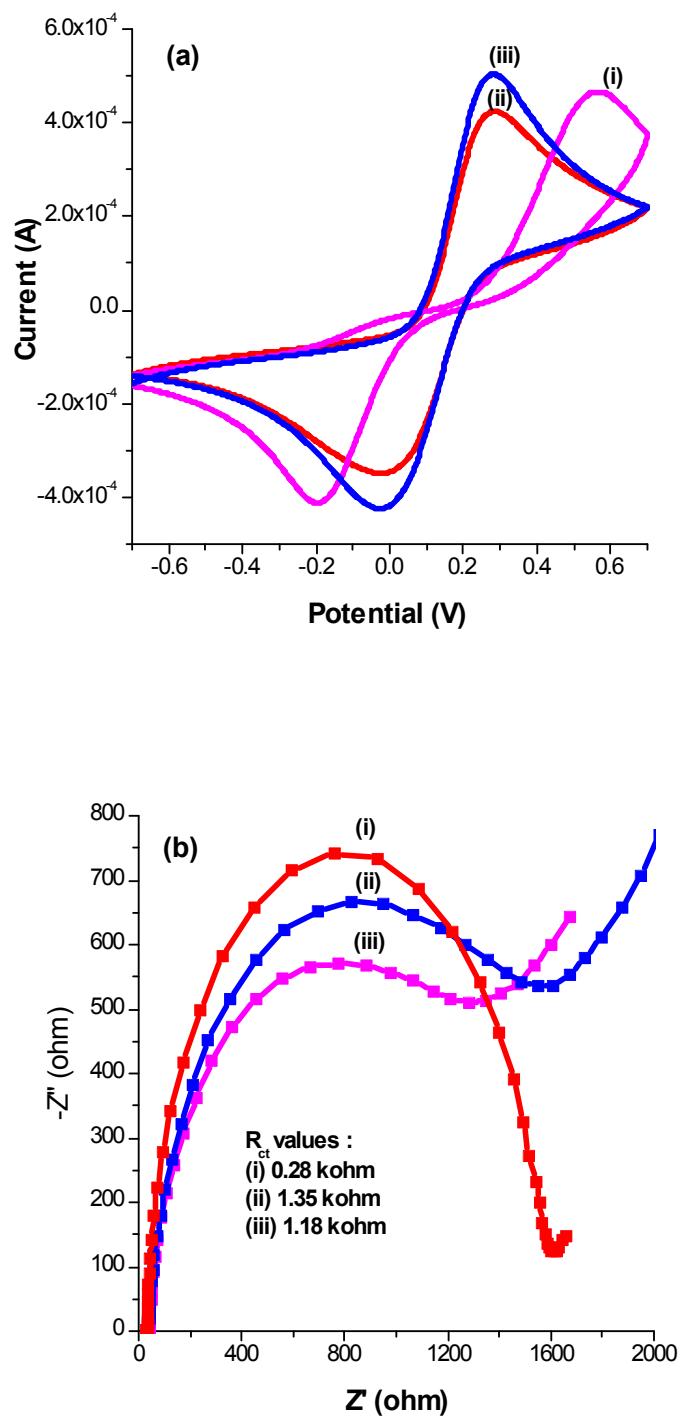 (a)
(iii)
(i)
(ii)
6.0x10⁻⁴
4.0x10⁻⁴
2.0x10⁻⁴
0.0
-2.0x10⁻⁴
-4.0x10⁻⁴
Current (A)
-0.6 -0.4 -0.2 0.0 0.2 0.4 0.6
Potential (V)
(b)
(i)
(ii)
(iii)
800
700
600
500
400
300
200
100
0
-Z'' (ohm)
R_ct values :
(i) 0.28 kohm
(ii) 1.35 kohm
(iii) 1.18 kohm
0 400 800 1200 1600 2000
Z' (ohm)